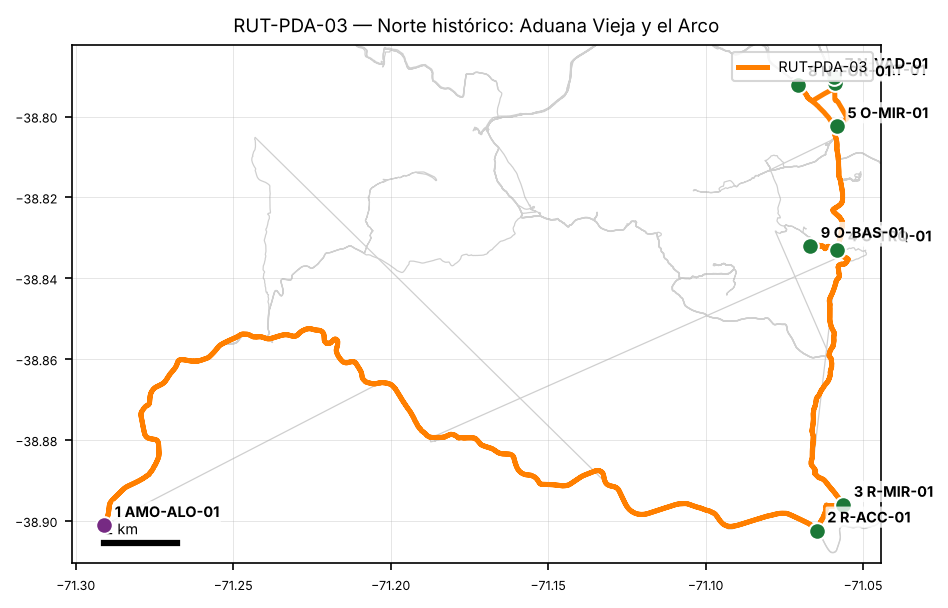 RUT-PDA-03 — Norte histórico: Aduana Vieja y el Arco
RUT-PDA-03
5 O-MIR-01
9 O-BAS-01
3 R-MIR-01
2 R-ACC-01
1 AMO-ALO-01
km
−38.80
−38.82
−38.84
−38.86
−38.88
−38.90
−71.30
−71.25
−71.20
−71.15
−71.10
−71.05